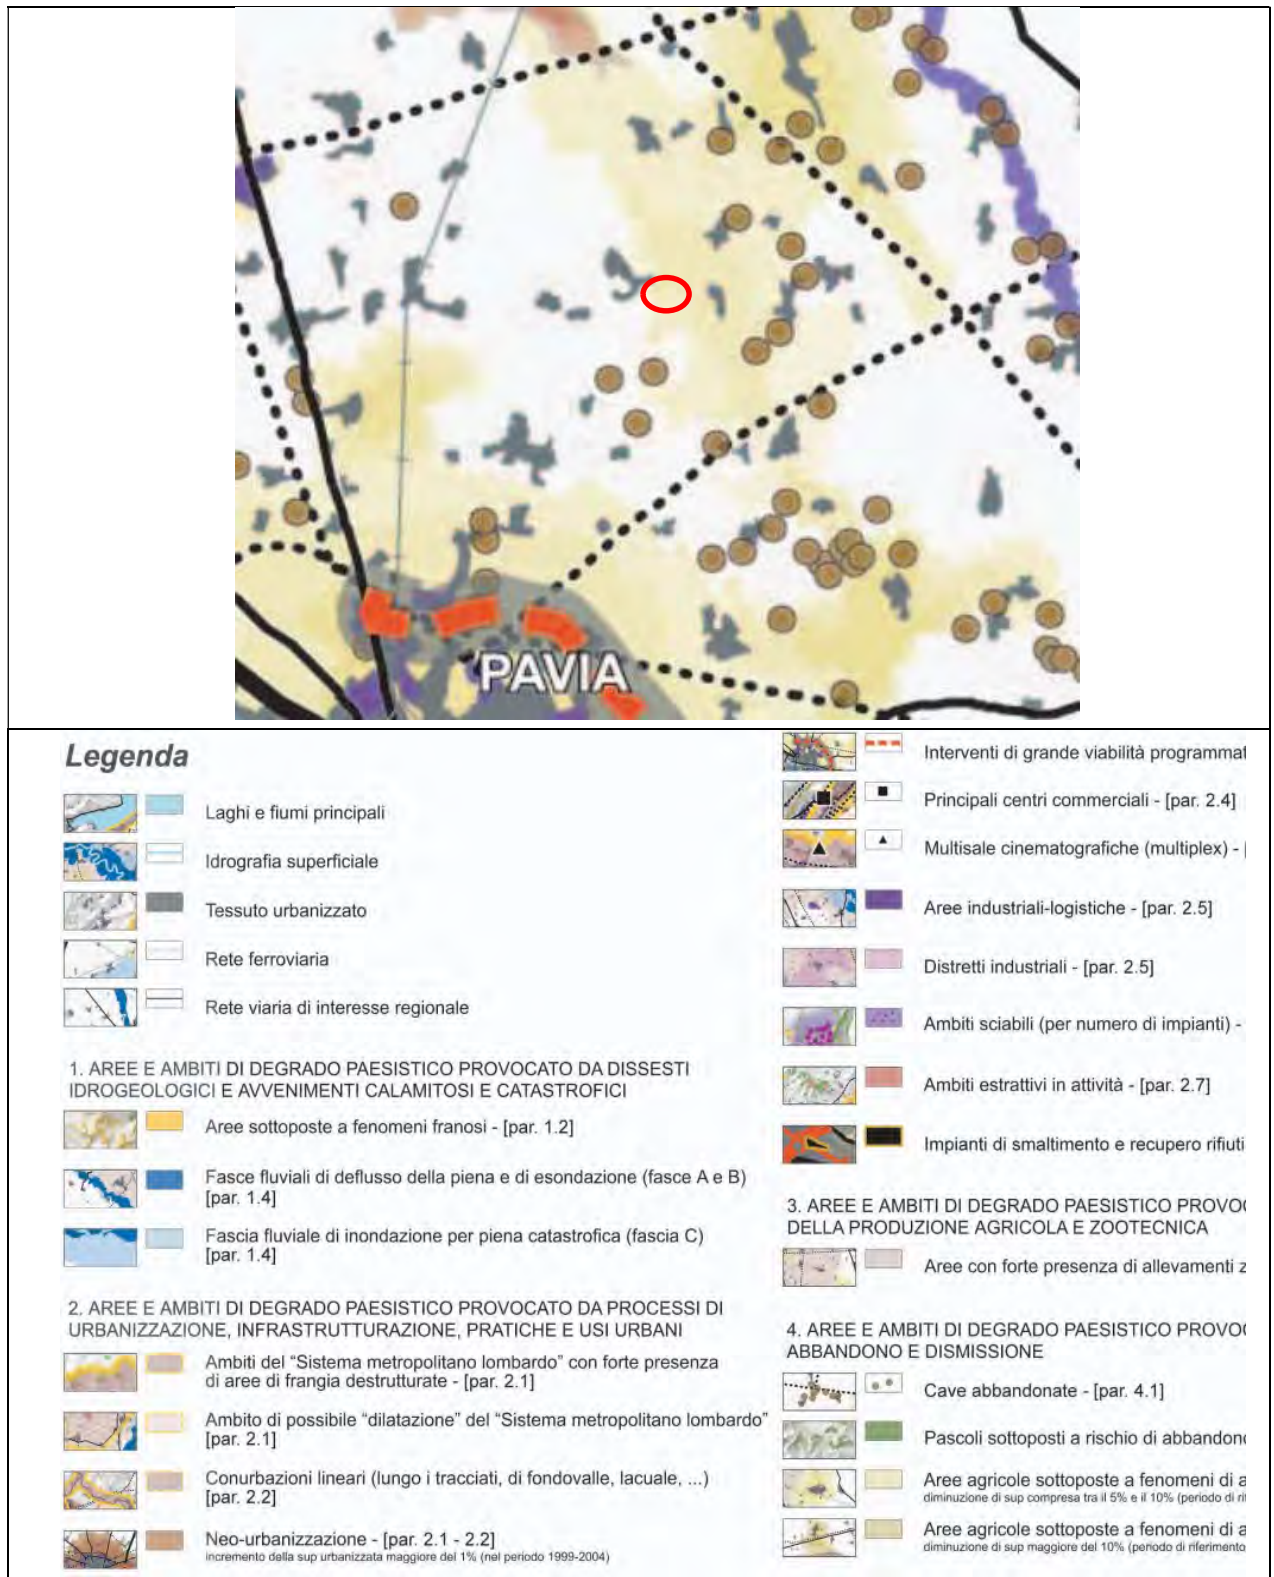 PAVIA
Legenda
Laghi e fiumi principali
Idrografia superficiale
Tessuto urbanizzato
Rete ferroviaria
Rete viaria di interesse regionale
1. AREE E AMBITI DI DEGRADO PAESISTICO PROVOCATO DA DISSESTI
IDROGEOLOGICI E AVVENIMENTI CALAMITOSI E CATASTROFICI
Aree sottoposte a fenomeni franosi - [par. 1.2]
Fasce fluviali di deflusso della piena e di esondazione (fasce A e B)
[par. 1.4]
Fascia fluviale di inondazione per piena catastrofica (fascia C)
[par. 1.4]
2. AREE E AMBITI DI DEGRADO PAESISTICO PROVOCATO DA PROCESSI DI
URBANIZZAZIONE, INFRASTRUTTURAZIONE, PRATICHE E USI URBANI
Ambiti del “Sistema metropolitano lombardo” con forte presenza
di aree di frangia destrutturate - [par. 2.1]
Ambito di possibile “dilatazione” del “Sistema metropolitano lombardo”
[par. 2.1]
Conurbazioni lineari (lungo i tracciati, di fondovalle, lacuale, ...)
[par. 2.2]
Neo-urbanizzazione - [par. 2.1 - 2.2]
incremento della sup urbanizzata maggiore del 1% (nel periodo 1999-2004)
Interventi di grande viabilità programmat
Principali centri commerciali - [par. 2.4]
Multisale cinematografiche (multiplex) - [
Aree industriali-logistiche - [par. 2.5]
Distretti industriali - [par. 2.5]
Ambiti sciabili (per numero di impianti) -
Ambiti estrattivi in attività - [par. 2.7]
Impianti di smaltimento e recupero rifiuti
3. AREE E AMBITI DI DEGRADO PAESISTICO PROVOC
DELLA PRODUZIONE AGRICOLA E ZOOTECNICA
Aree con forte presenza di allevamenti z
4. AREE E AMBITI DI DEGRADO PAESISTICO PROVOC
ABBANDONO E DISMISSIONE
Cave abbandonate - [par. 4.1]
Pascoli sottoposti a rischio di abbandono
Aree agricole sottoposte a fenomeni di a
diminuzione di sup compresa tra il 5% e il 10% (periodo di rif
Aree agricole sottoposte a fenomeni di a
diminuzione di sup maggiore del 10% (periodo di riferimento